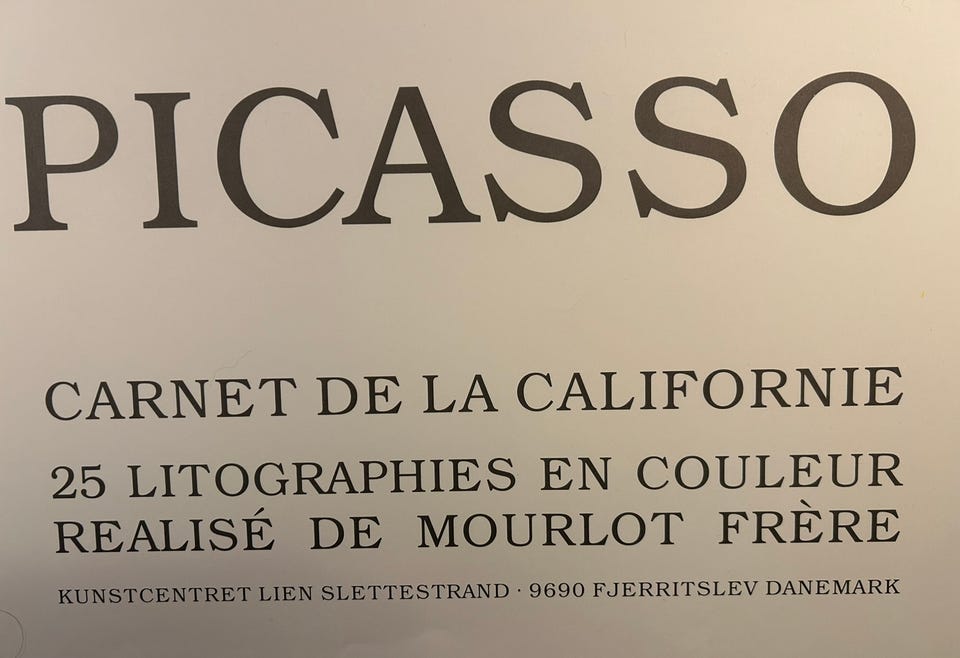 PICASSO
CARNET DE LA CALIFORNIE
25 LITOGRAPHIES EN COULEUR
REALISÉ DE MOURLOT FRÈRE
KUNSTCENTRET LIEN SLETTESTRAND · 9690 FJERRITSLEV DANEMARK